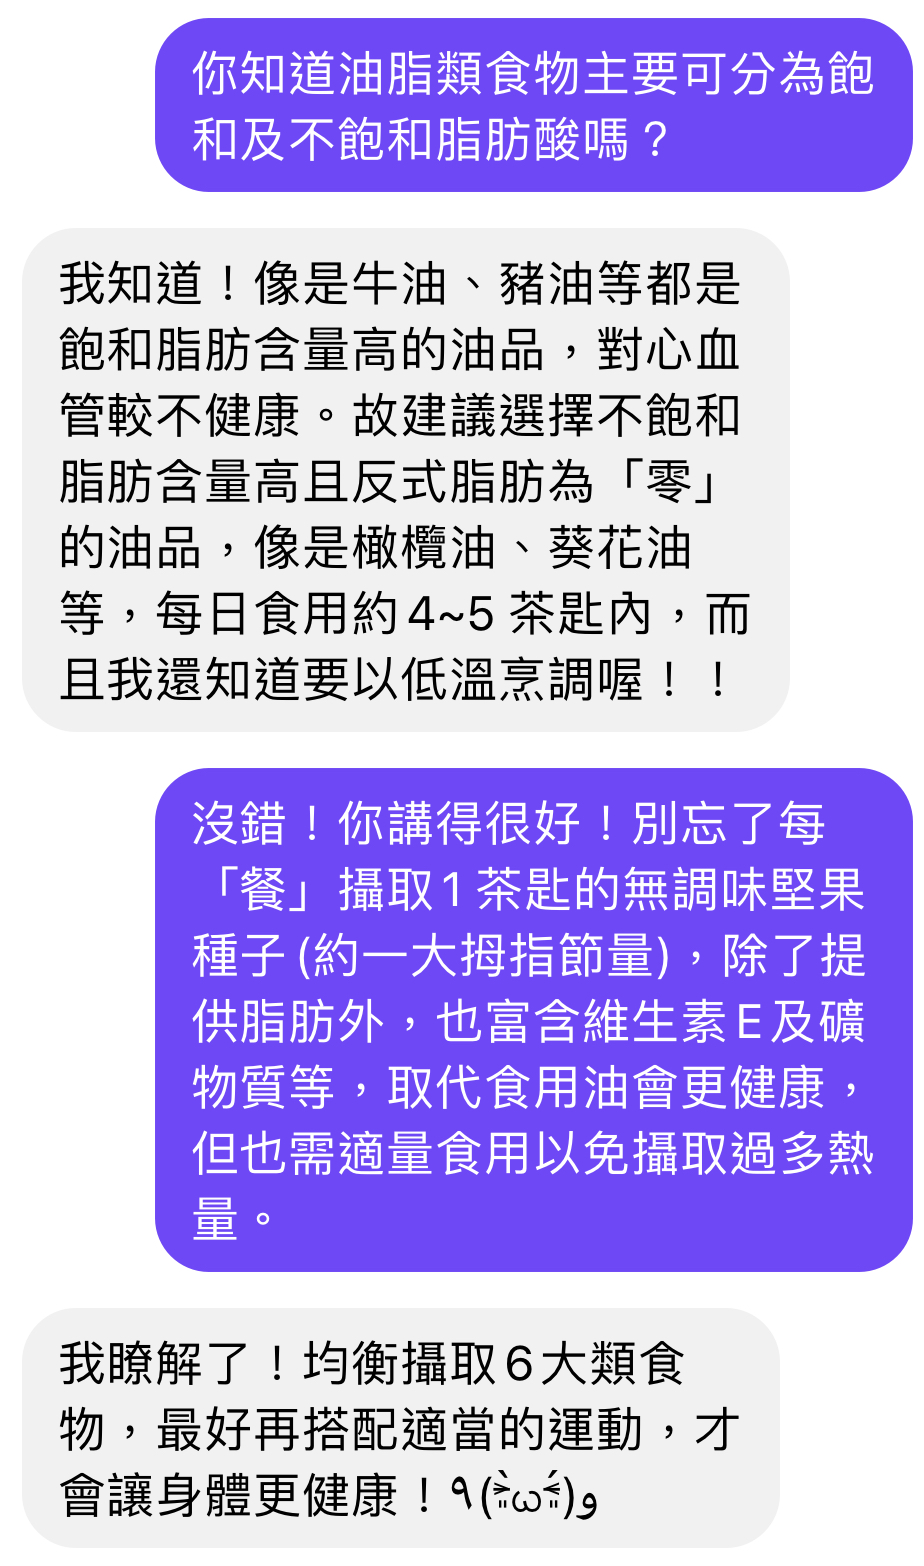 你知道油脂類食物主要可分為飽
和及不飽和脂肪酸嗎？
我知道！像是牛油、豬油等都是
飽和脂肪含量高的油品，對心血
管較不健康。故建議選擇不飽和
脂肪含量高且反式脂肪為「零」
的油品，像是橄欖油、葵花油
等，每日食用約 4~5 茶匙內，而
且我還知道要以低溫烹調喔！！
沒錯！你講得很好！別忘了每
「餐」攝取 1 茶匙的無調味堅果
種子 (約一大拇指節量)，除了提
供脂肪外，也富含維生素 E 及礦
物質等，取代食用油會更健康，
但也需適量食用以免攝取過多熱
量。
我瞭解了！均衡攝取 6 大類食
物，最好再搭配適當的運動，才
會讓身體更健康！٩(˃̶͈̀ω˂̶͈́)و